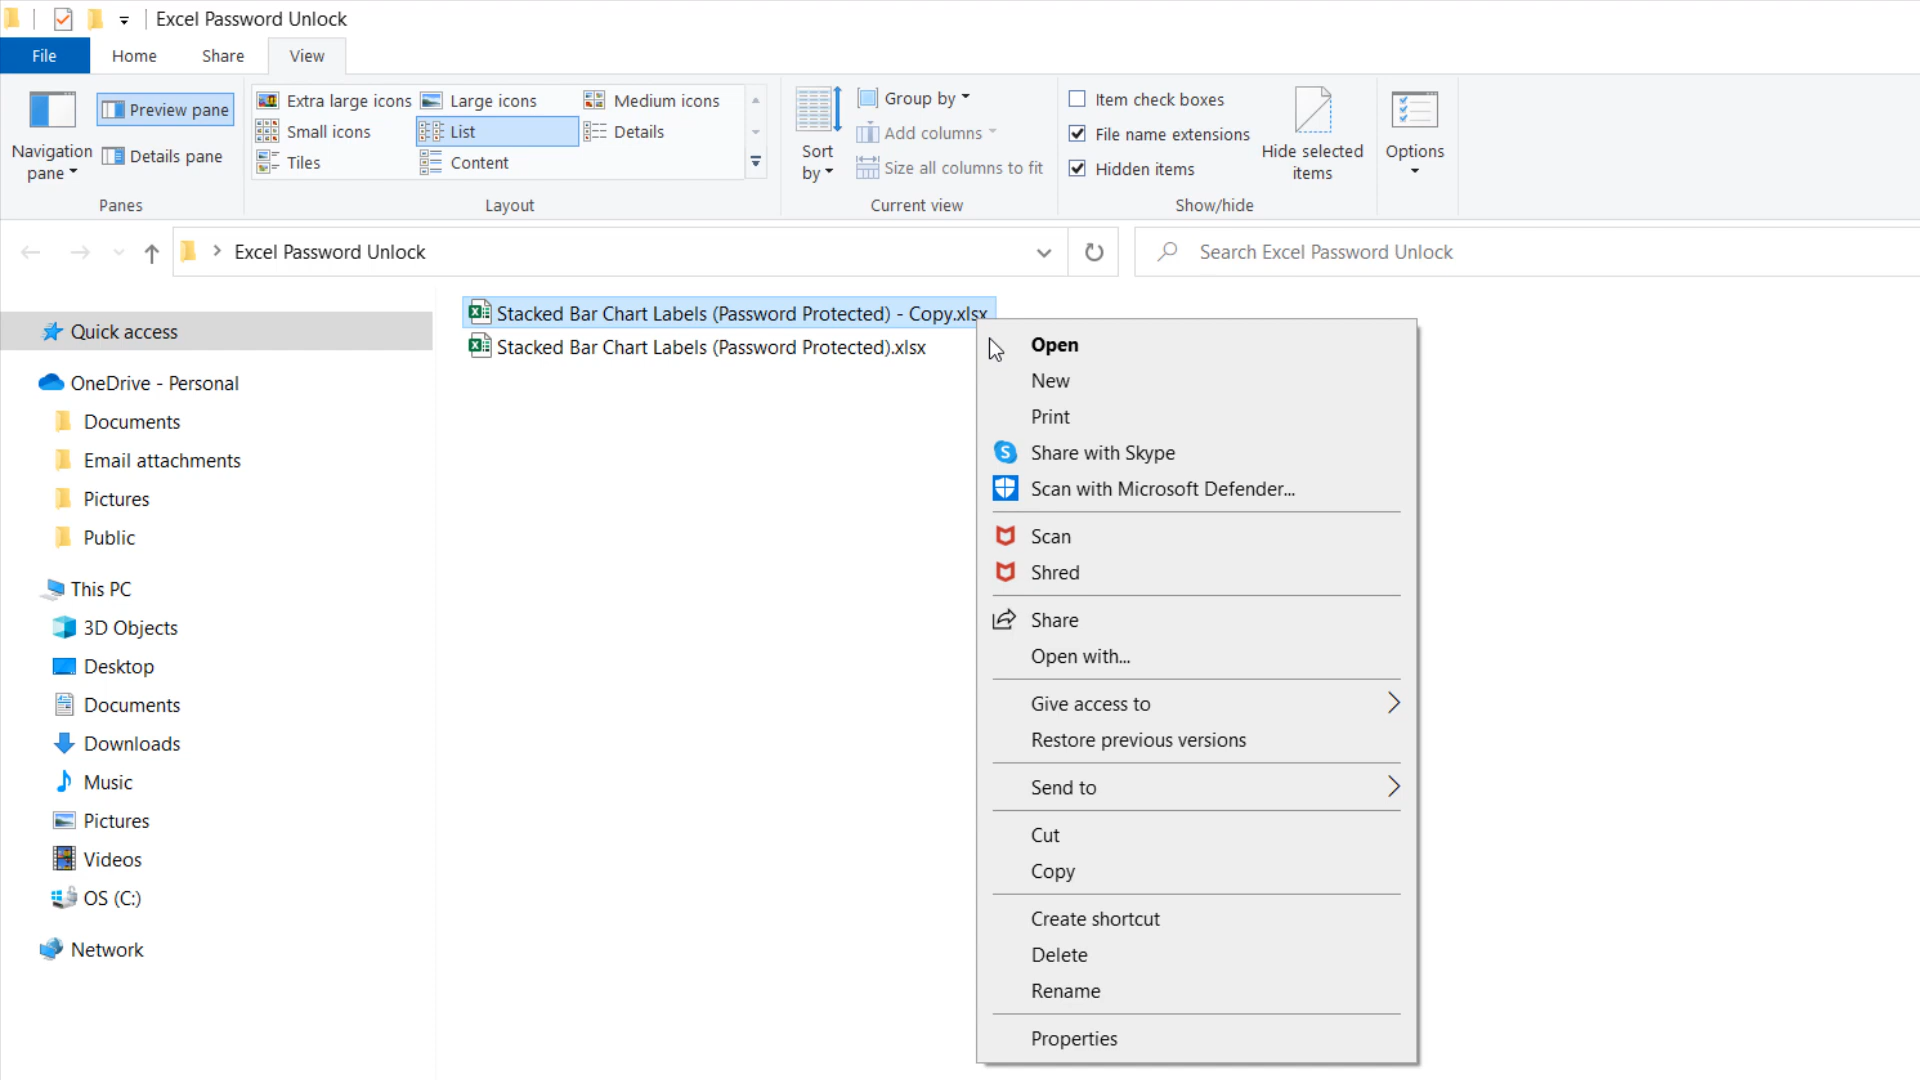 Excel Password Unlock
File Home Share View
Navigation pane
Preview pane
Details pane
Panes
Extra large icons Large icons Medium icons
Small icons List Details
Tiles Content
Layout
Sort by
Group by
Add columns
Size all columns to fit
Current view
Item check boxes
File name extensions
Hidden items
Hide selected items
Show/hide
Options
Excel Password Unlock
Search Excel Password Unlock
Quick access
OneDrive - Personal
Documents
Email attachments
Pictures
Public
This PC
3D Objects
Desktop
Documents
Downloads
Music
Pictures
Videos
OS (C:)
Network
Stacked Bar Chart Labels (Password Protected) - Copy.xlsx
Stacked Bar Chart Labels (Password Protected).xlsx
Open
New
Print
Share with Skype
Scan with Microsoft Defender...
Scan
Shred
Share
Open with...
Give access to
Restore previous versions
Send to
Cut
Copy
Create shortcut
Delete
Rename
Properties